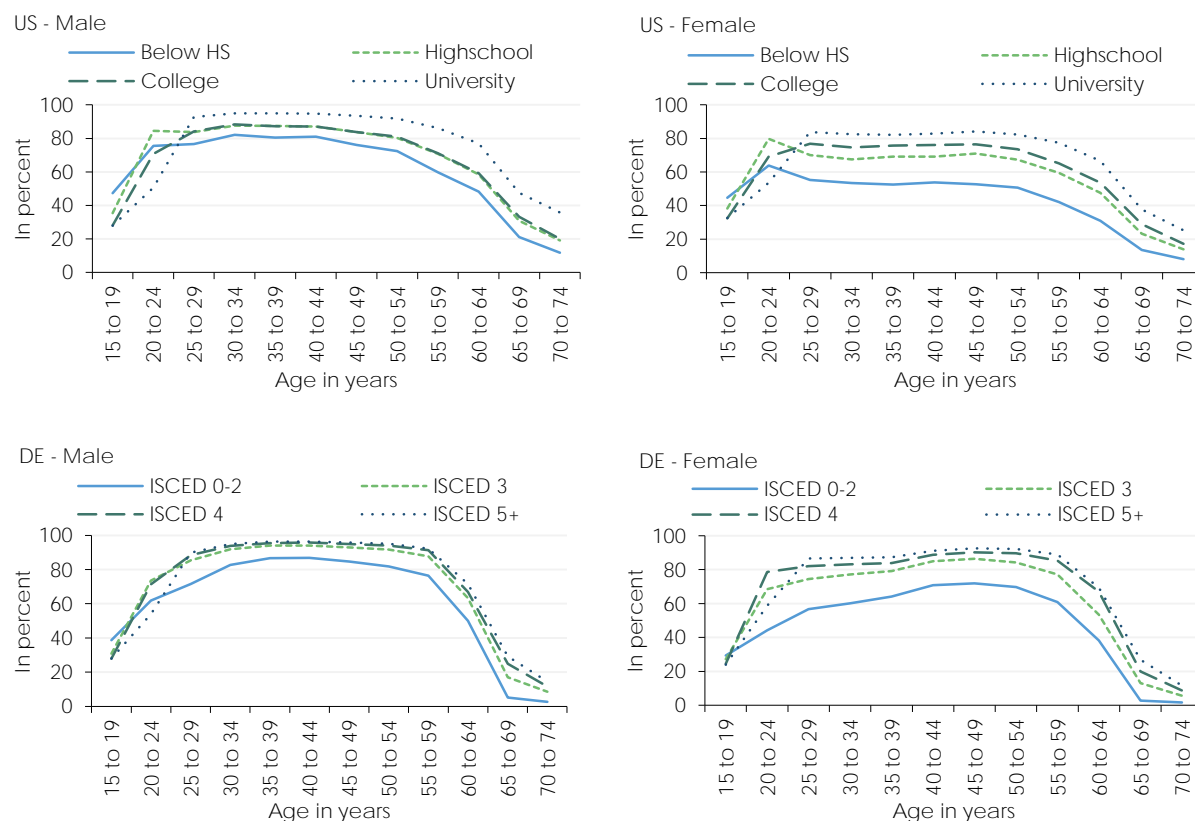 US - Male
Below HS
Highschool
College
University
100
80
60
40
20
0
In percent
15 to 19
20 to 24
25 to 29
30 to 34
35 to 39
40 to 44
45 to 49
50 to 54
55 to 59
60 to 64
65 to 69
70 to 74
Age in years
US - Female
Below HS
Highschool
College
University
100
80
60
40
20
0
In percent
15 to 19
20 to 24
25 to 29
30 to 34
35 to 39
40 to 44
45 to 49
50 to 54
55 to 59
60 to 64
65 to 69
70 to 74
Age in years
DE - Male
ISCED 0-2
ISCED 3
ISCED 4
ISCED 5+
100
80
60
40
20
0
In percent
15 to 19
20 to 24
25 to 29
30 to 34
35 to 39
40 to 44
45 to 49
50 to 54
55 to 59
60 to 64
65 to 69
70 to 74
Age in years
DE - Female
ISCED 0-2
ISCED 3
ISCED 4
ISCED 5+
100
80
60
40
20
0
In percent
15 to 19
20 to 24
25 to 29
30 to 34
35 to 39
40 to 44
45 to 49
50 to 54
55 to 59
60 to 64
65 to 69
70 to 74
Age in years